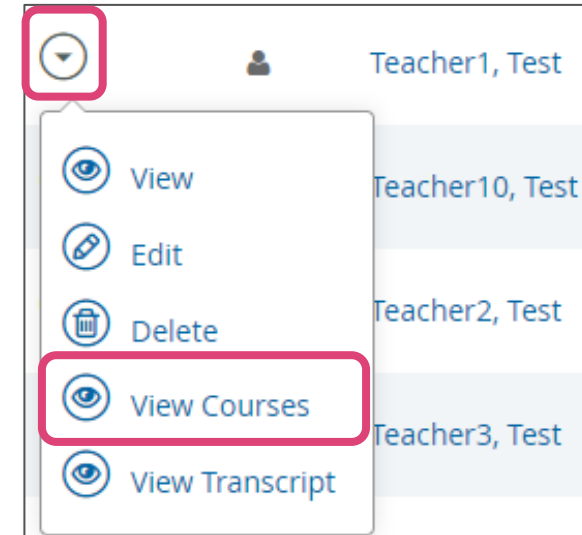 Teacher1, Test
View
Teacher10, Test
Edit
Delete
Teacher2, Test
View Courses
Teacher3, Test
View Transcript